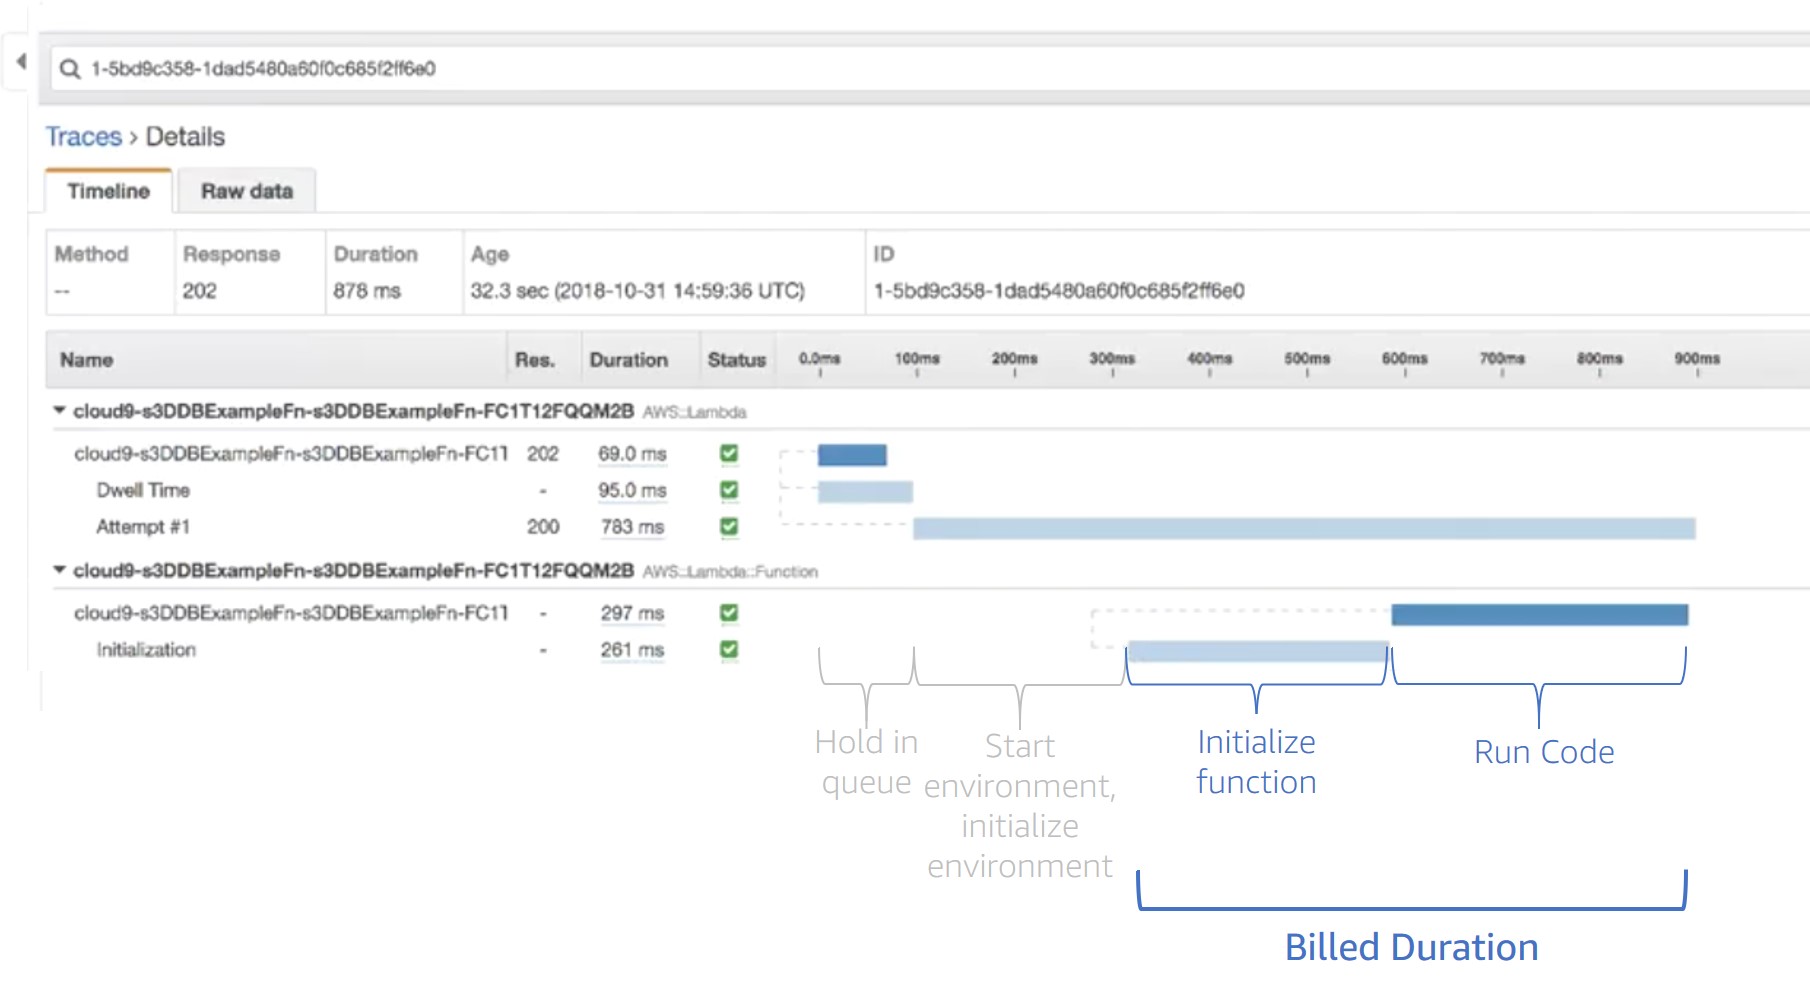 1-5bd9c358-1dad5480a60f0c685f2ff6e0
Traces > Details
Timeline Raw data
Method Response Duration Age ID
-- 202 878 ms 32.3 sec (2018-10-31 14:59:36 UTC) 1-5bd9c358-1dad5480a60f0c685f2ff6e0
Name Res. Duration Status 0.0ms 100ms 200ms 300ms 400ms 500ms 600ms 700ms 800ms 900ms
cloud9-s3DDBExampleFn-s3DDBExampleFn-FC1T12FQQM2B AWS::Lambda
cloud9-s3DDBExampleFn-s3DDBExampleFn-FC1T 202 69.0 ms
Dwell Time - 95.0 ms
Attempt #1 200 783 ms
cloud9-s3DDBExampleFn-s3DDBExampleFn-FC1T12FQQM2B AWS::Lambda::Function
cloud9-s3DDBExampleFn-s3DDBExampleFn-FC1T - 297 ms
Initialization - 261 ms
Hold in
queue
Start
environment,
initialize
environment
Initialize
function
Run Code
Billed Duration